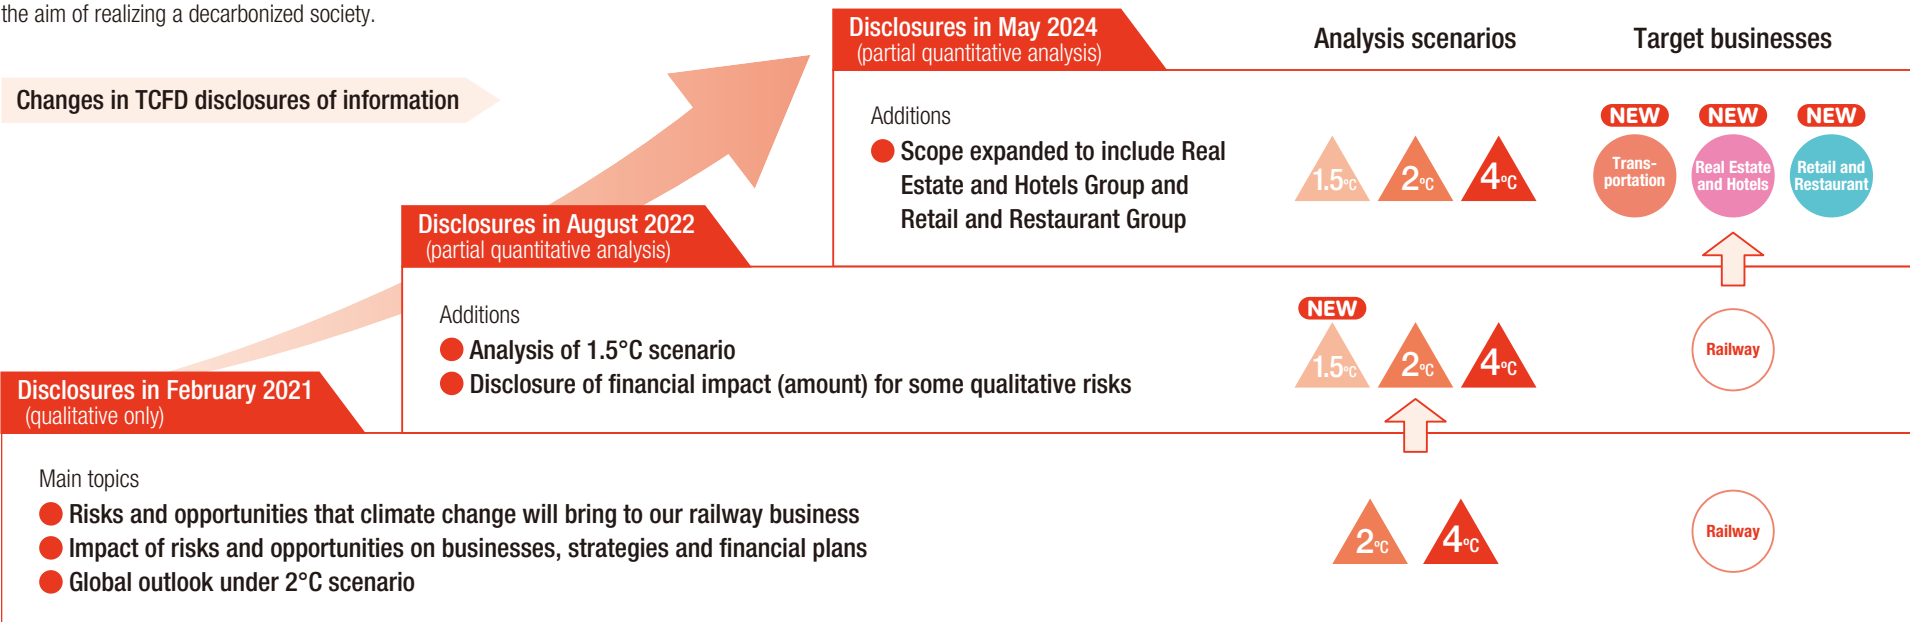 the aim of realizing a decarbonized society.
Changes in TCFD disclosures of information
Disclosures in May 2024
(partial quantitative analysis)
Analysis scenarios
Target businesses
Additions
Scope expanded to include Real
Estate and Hotels Group and
Retail and Restaurant Group
1.5°C
2°C
4°C
NEW
Trans-
portation
NEW
Real Estate
and Hotels
NEW
Retail and
Restaurant
Disclosures in August 2022
(partial quantitative analysis)
Additions
Analysis of 1.5°C scenario
Disclosure of financial impact (amount) for some qualitative risks
NEW
1.5°C
2°C
4°C
Railway
Disclosures in February 2021
(qualitative only)
Main topics
Risks and opportunities that climate change will bring to our railway business
Impact of risks and opportunities on businesses, strategies and financial plans
Global outlook under 2°C scenario
2°C
4°C
Railway